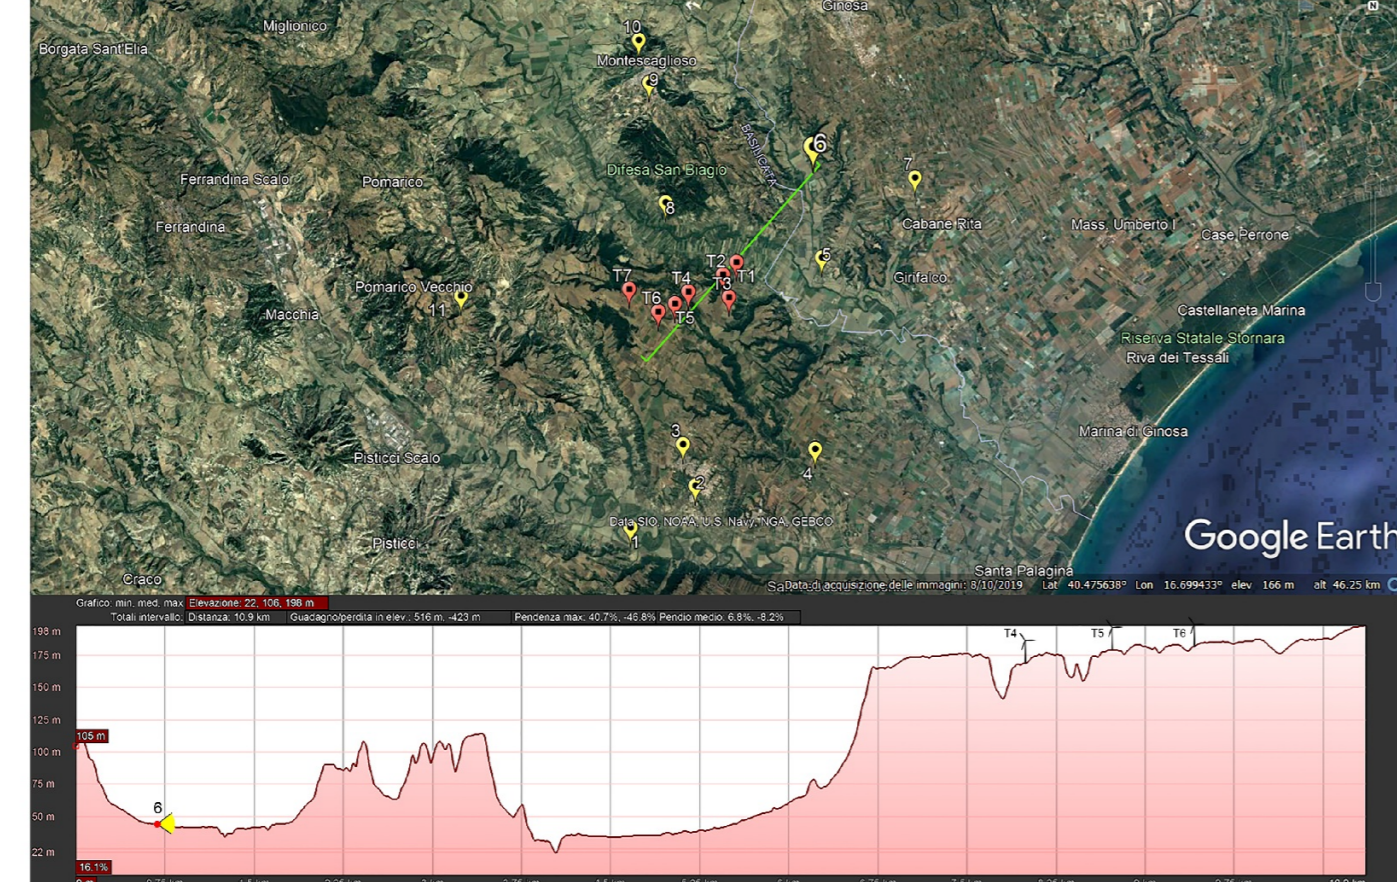 Ginosa
Miglionico
10
Borgata Sant'Elia
Montescaglioso
9
BASILICATA
6
7
Difesa San Biagio
Ferrandina Scalo
Pomarico
8
Cabane Rita
Mass. Umberto I
Case Perrone
Ferrandina
5
T2
T1
T7
T4
T3
Girifalco
Pomarico Vecchio
T6
11
T5
Macchia
Castellaneta Marina
Riserva Statale Stornara
Riva dei Tessali
3
Marina di Ginosa
Pisticci Scalo
4
2
Data SIO, NOAA, U.S. Navy, NGA, GEBCO
1
Google Earth
Pisticci
Santa Palagina
Craco
Data di acquisizione delle immagini: 8/10/2019 Lat 40.475638° Lon 16.699433° elev 166 m alt 46.25 km
Grafico: min, med, max Elevazione: 22, 106, 198 m
Totali intervallo: Distanza: 10.9 km Guadagno/perdita in elev.: 516 m, -423 m Pendenza max: 40.7%, -46.8% Pendio medio: 6.8%, -8.2%
198 m
T4
T5
T6
175 m
150 m
125 m
105 m
100 m
75 m
6
50 m
22 m
16.1%